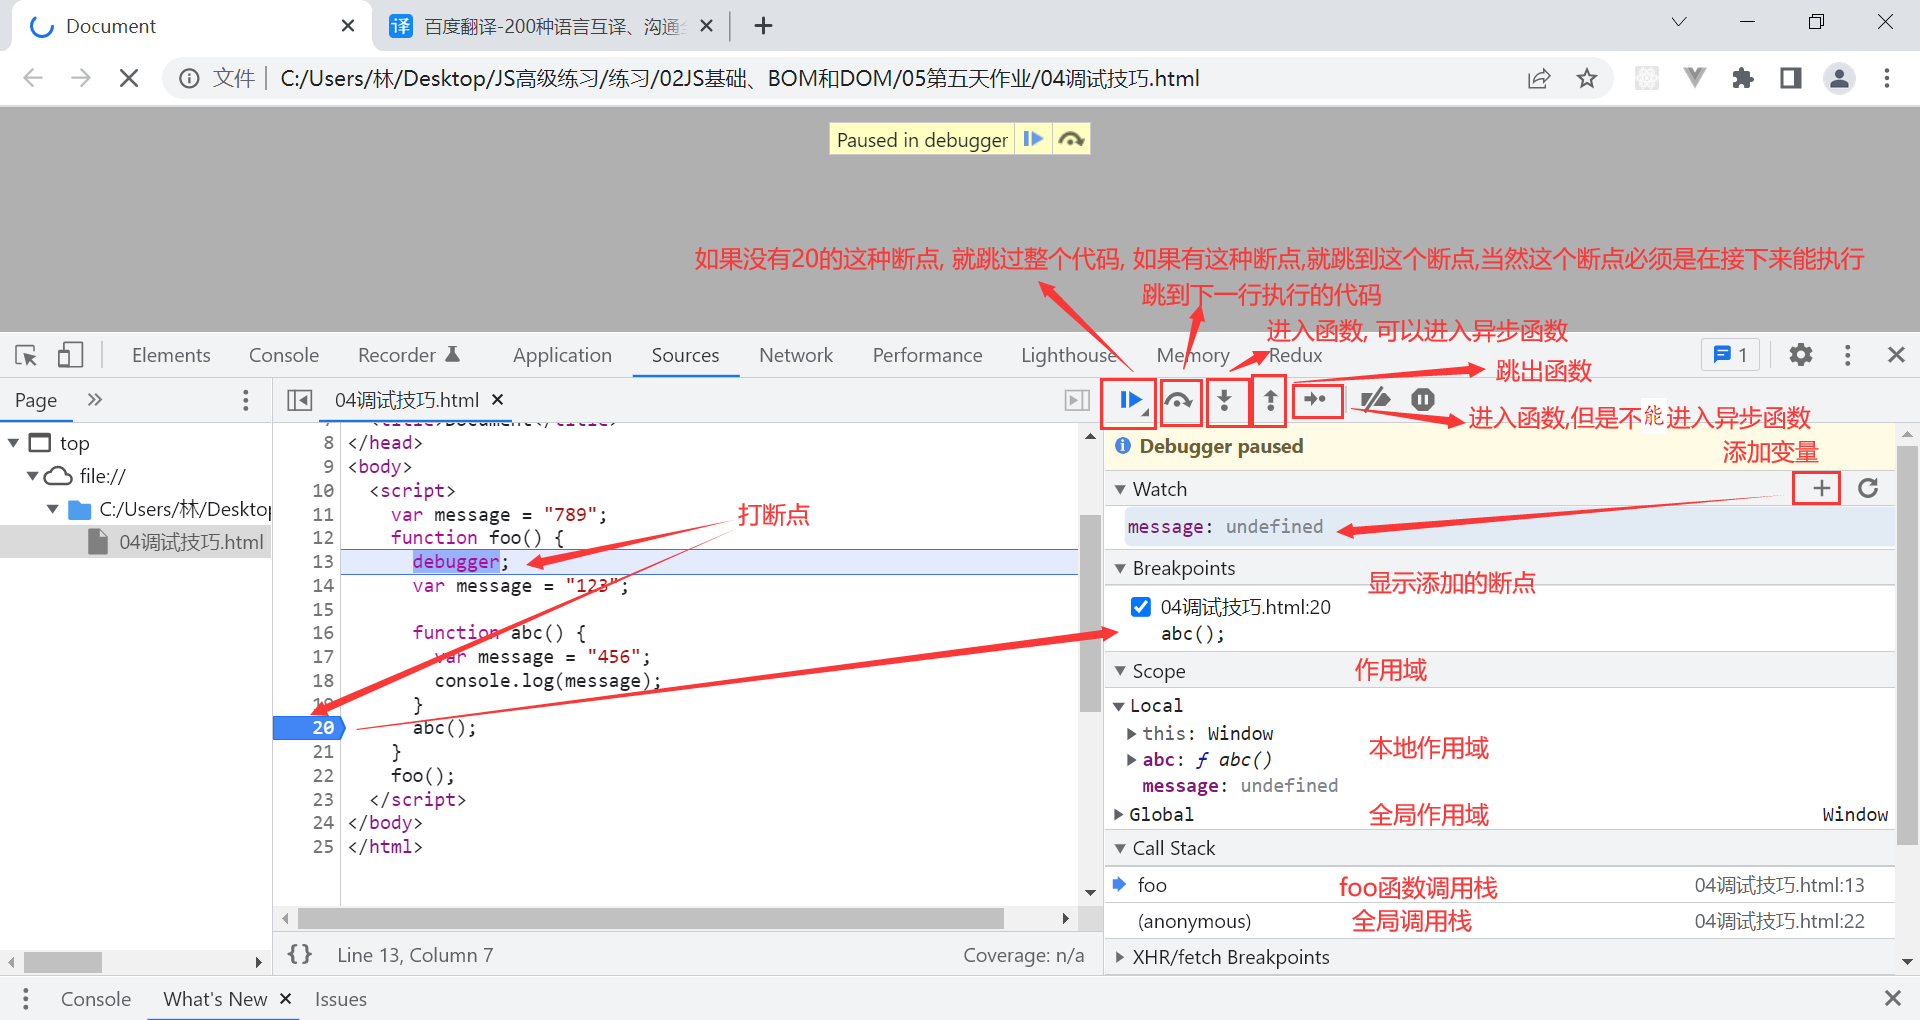 Document
百度翻译-200种语言互译、沟通
文件 C:/Users/林/Desktop/JS高级练习/练习/02JS基础、BOM和DOM/05第五天作业/04调试技巧.html
Paused in debugger
如果没有20的这种断点, 就跳过整个代码, 如果有这种断点,就跳到这个断点,当然这个断点必须是在接下来能执行
跳到下一行执行的代码
进入函数, 可以进入异步函数
Elements Console Recorder Application Sources Network Performance Lighthouse Memory Redux 1
跳出函数
Page 04调试技巧.html
进入函数,但是不能进入异步函数
7 <title>Document</title>
8 </head>
9 <body>
10 <script>
11 var message = "789";
12 function foo() {
13 debugger;
14 var message = "123";
15
16 function abc() {
17 var message = "456";
18 console.log(message);
19 }
20 abc();
21 }
22 foo();
23 </script>
24 </body>
25 </html>
打断点
top
file://
C:/Users/林/Desktop
04调试技巧.html
Debugger paused
添加变量
Watch
message: undefined
Breakpoints
显示添加的断点
04调试技巧.html:20
abc();
Scope 作用域
Local
this: Window
本地作用域
abc: ƒ abc()
message: undefined
Global 全局作用域 Window
Call Stack
foo foo函数调用栈 04调试技巧.html:13
(anonymous) 全局调用栈 04调试技巧.html:22
XHR/fetch Breakpoints
{} Line 13, Column 7 Coverage: n/a
Console What's New Issues